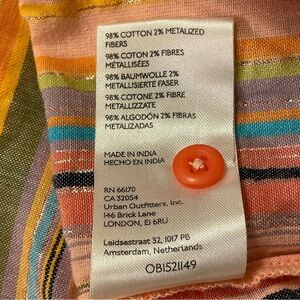 98% COTTON 2% METALIZED
FIBERS
98% COTON 2% FIBRES
MÉTALLISÉES
98% BAUMWOLLE 2%
METALLISIERTE FASER
98% COTONE 2% FIBRE
METALLIZZATE
98% ALGODÓN 2% FIBRAS
METALIZADAS
MADE IN INDIA
HECHO EN INDIA
RN 66170
CA 32054
Urban Outfitters, Inc.
146 Brick Lane
LONDON, E1 6RU
Leidsestraat 32, 1017 PB
Amsterdam, Netherlands
OB1521149